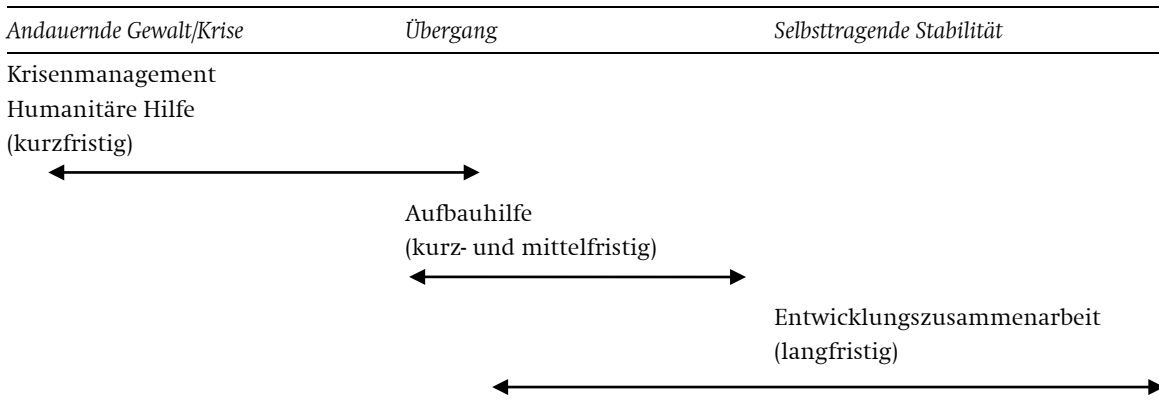 Andauernde Gewalt/Krise Übergang Selbsttragende Stabilität
Krisenmanagement
Humanitäre Hilfe
(kurzfristig)
Aufbauhilfe
(kurz- und mittelfristig)
Entwicklungszusammenarbeit
(langfristig)